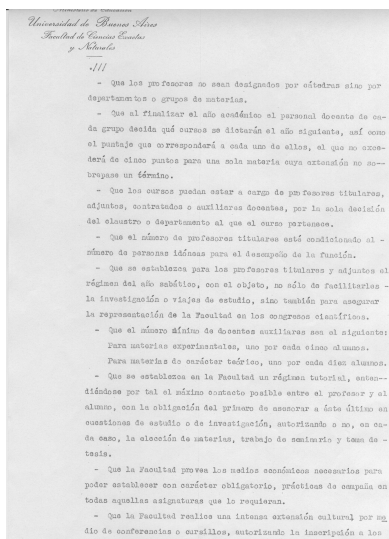 Universidad de Buenos Aires
Facultad de Ciencias Exactas
y Naturales
.///
- Que los profesores no sean designados por cátedras sino por
departamentos o grupos de materias.
- Que al finalizar el año académico el personal docente de ca-
da grupo decida qué cursos se dictarán el año siguiente, así como
el puntaje que corresponderá a cada uno de ellos, el que no exce-
derá de cinco puntos para una sola materia cuya extensión no so--
brepase un término.
- Que los cursos puedan estar a cargo de profesores titulares,
adjuntos, contratados o auxiliares docentes, por la sola decisión
del claustro o departamento al que el curso pertenece.
- Que el número de profesores titulares esté condicionado al -
número de personas idóneas para el desempeño de la función.
- Que se establezca para los profesores titulares y adjuntos el
régimen del año sabático, con el objeto, no sólo de facilitarles -
la investigación o viajes de estudio, sino también para asegurar
la representación de la Facultad en los congresos científicos.
- Que el número mínimo de docentes auxiliares sea el siguiente:
Para materias experimentales, uno por cada cinco alumnos.
Para materias de carácter teórico, uno por cada diez alumnos.
- Que se establezca en la Facultad un régimen tutorial, enten--
diéndose por tal el máximo contacto posible entre el profesor y el
alumno, con la obligación del primero de asesorar a éste último en
cuestiones de estudio o de investigación, autorizando o no, en ca-
da caso, la elección de materias, trabajo de seminario y tema de -
tesis.
- Que la Facultad provea los medios económicos necesarios para
poder establecer con carácter obligatorio, prácticas de campaña en
todas aquellas asignaturas que lo requieran.
- Que la Facultad realice una intensa extensión cultural por me
dio de conferencias o cursillos, autorizando la inscripción a los